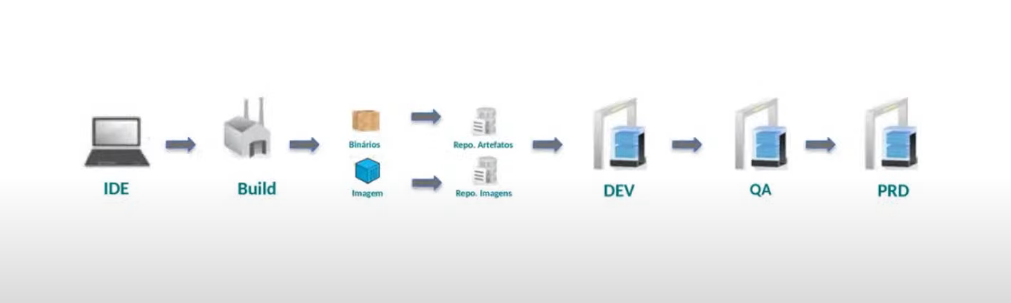 IDE
Build
Binários
Imagem
Repo. Artefatos
Repo. Imagens
DEV
QA
PRD